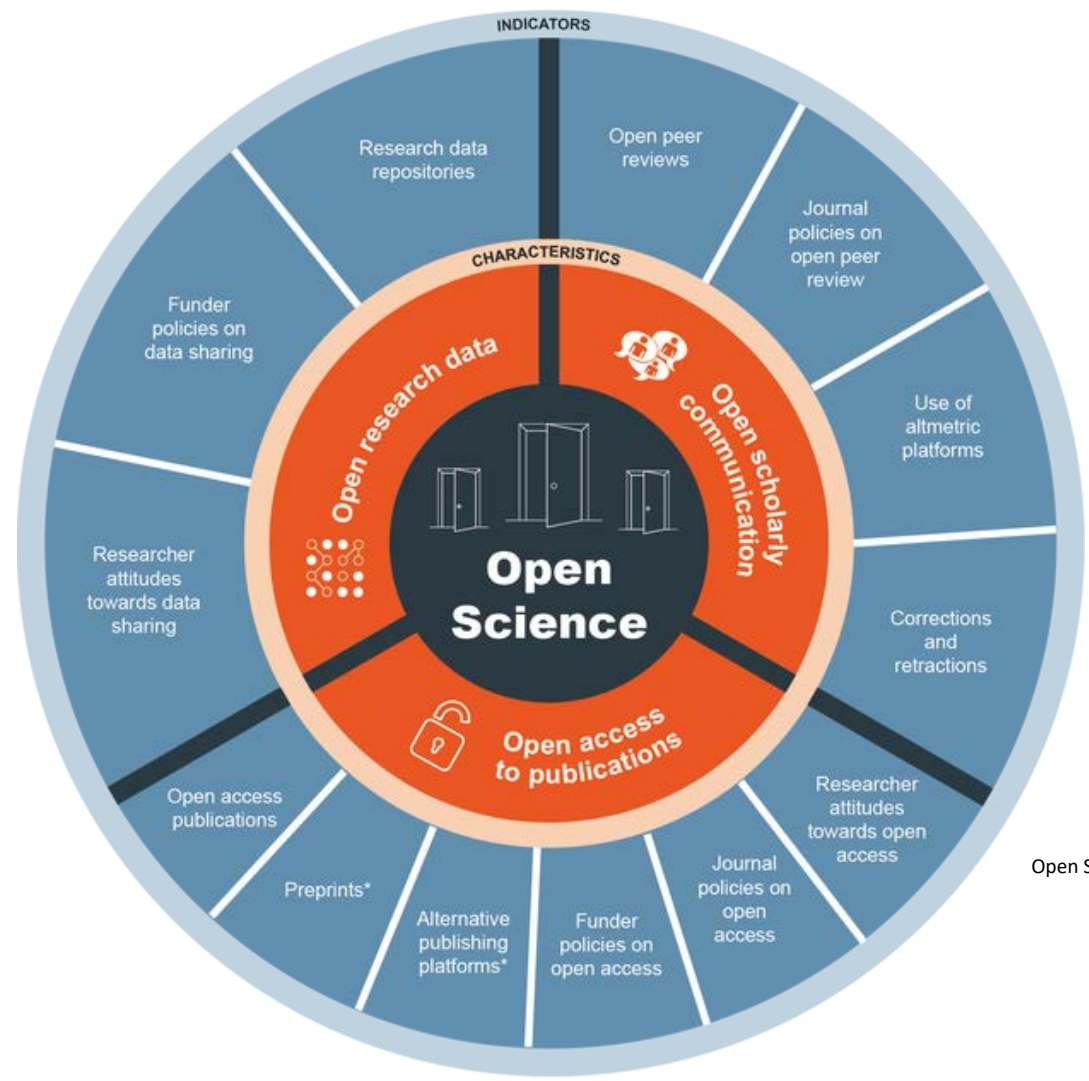 INDICATORS
Research data
repositories
Open peer
reviews
Journal
policies on
open peer
review
Use of
altmetric
platforms
Corrections
and
retractions
Researcher
attitudes
towards open
access
Journal
policies on
open
access
Funder
policies on
open access
Alternative
publishing
platforms*
Preprints*
Open access
publications
Researcher
attitudes
towards data
sharing
Funder
policies on
data sharing
CHARACTERISTICS
Open research data
Open scholarly
communication
Open access
to publications
Open
Science
Open S